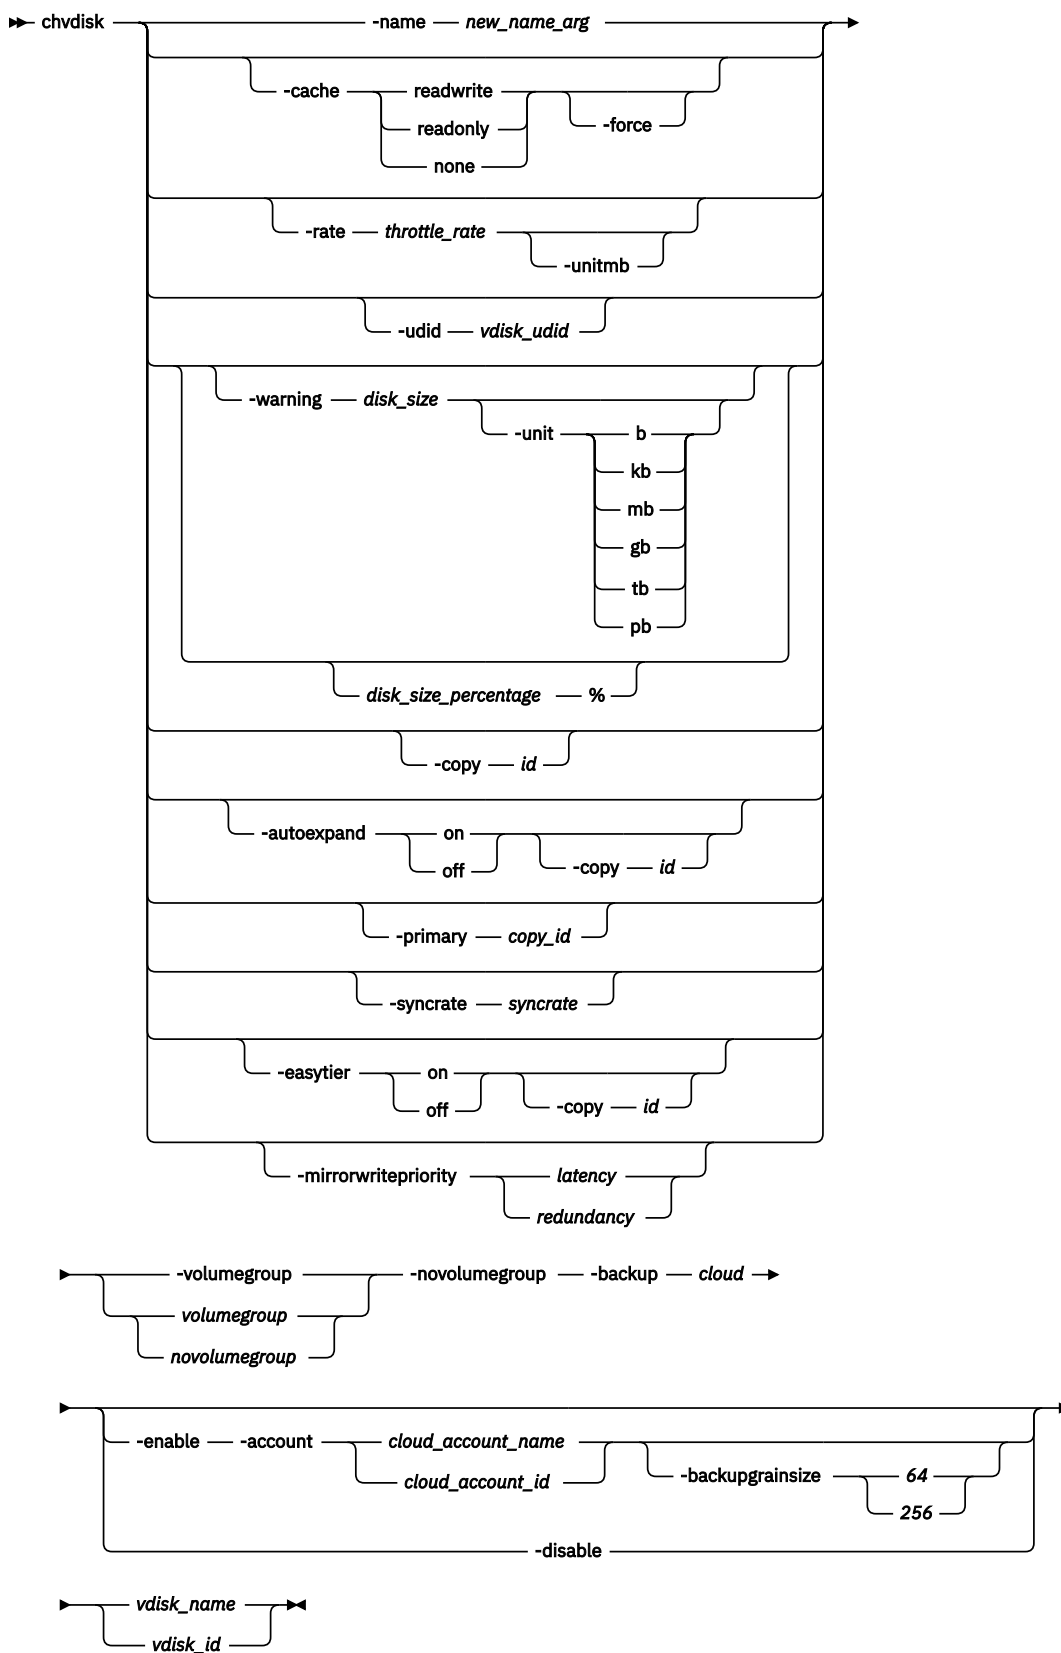 chvdisk -name new_name_arg
-cache readwrite
readonly -force
none
-rate throttle_rate
-unitmb
-udid vdisk_udid
-warning disk_size
-unit b
kb
mb
gb
tb
pb
disk_size_percentage %
-copy id
-autoexpand on
off -copy id
-primary copy_id
-syncrate syncrate
-easytier on
off -copy id
-mirrorwritepriority latency
redundancy
-volumegroup -novolumegroup -backup cloud
volumegroup
novolumegroup
-enable -account cloud_account_name
cloud_account_id -backupgrainsize 64
256
-disable
vdisk_name
vdisk_id